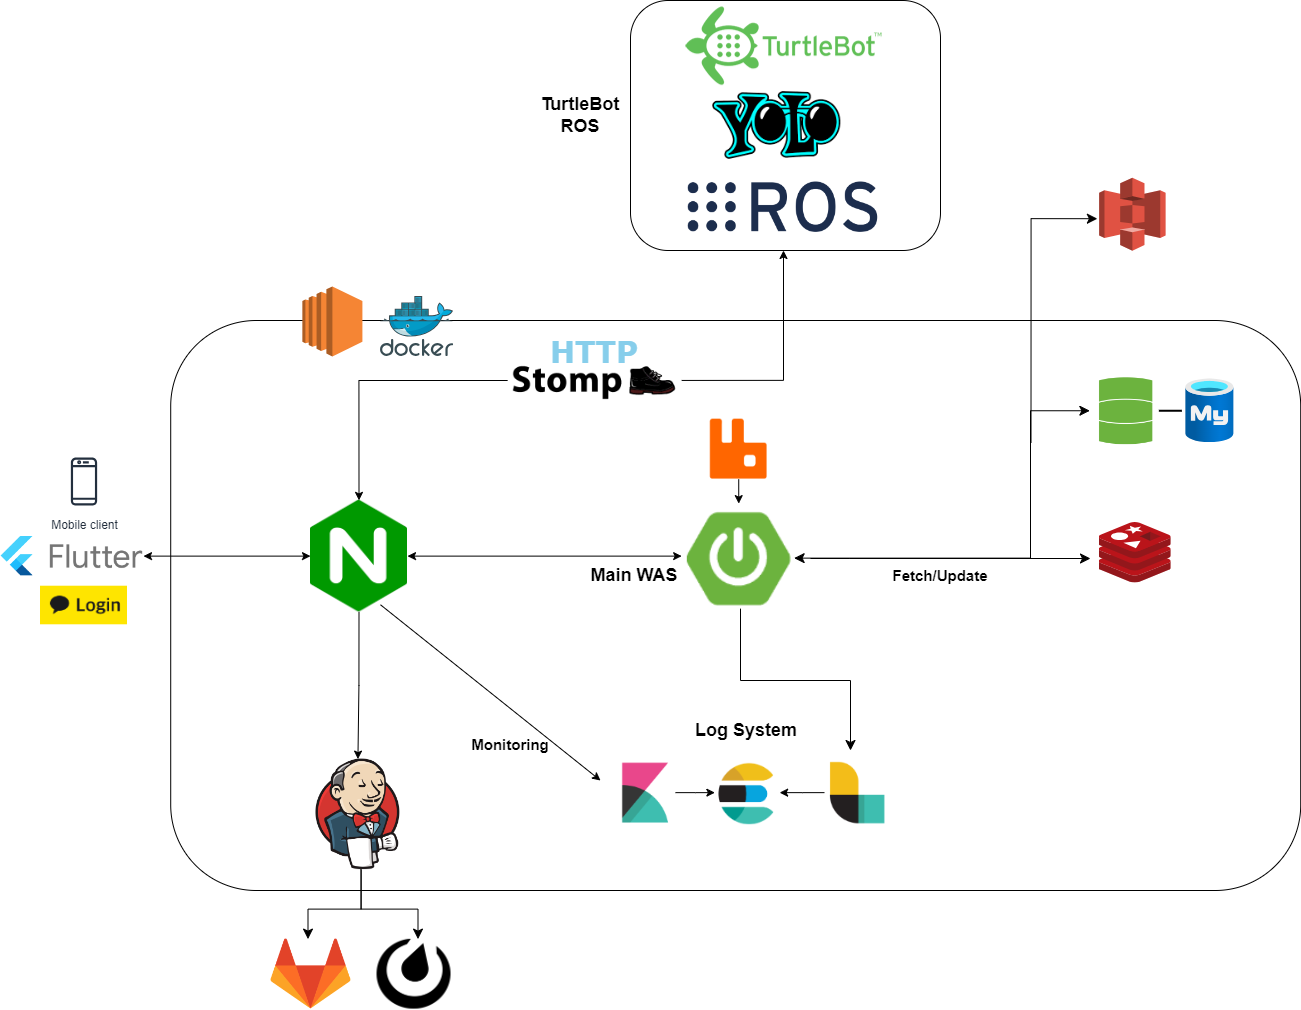 TurtleBot™
YOLO
ROS
TurtleBot
ROS
docker
HTTP
Stomp
My
Mobile client
Flutter
Login
N
Main WAS
Fetch/Update
Log System
Monitoring